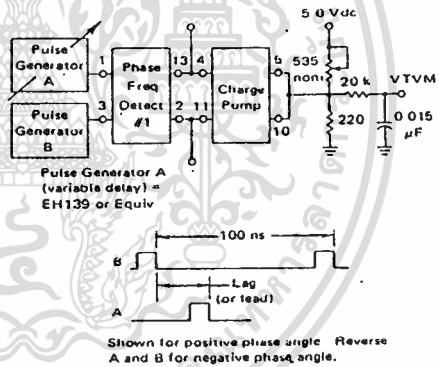 Pulse
Generator
A
Pulse
Generator
B
1
3
Phase
Freq
Detect
#1
13
4
2
11
Charge
Pump
5
10
5 0 Vdc
535
nom
20 k
VTVM
220
0 015
μF
Pulse Generator A
(variable delay) =
EH139 or Equiv
100 ns
B
Lag
(or lead)
A
Shown for positive phase angle Reverse
A and B for negative phase angle.